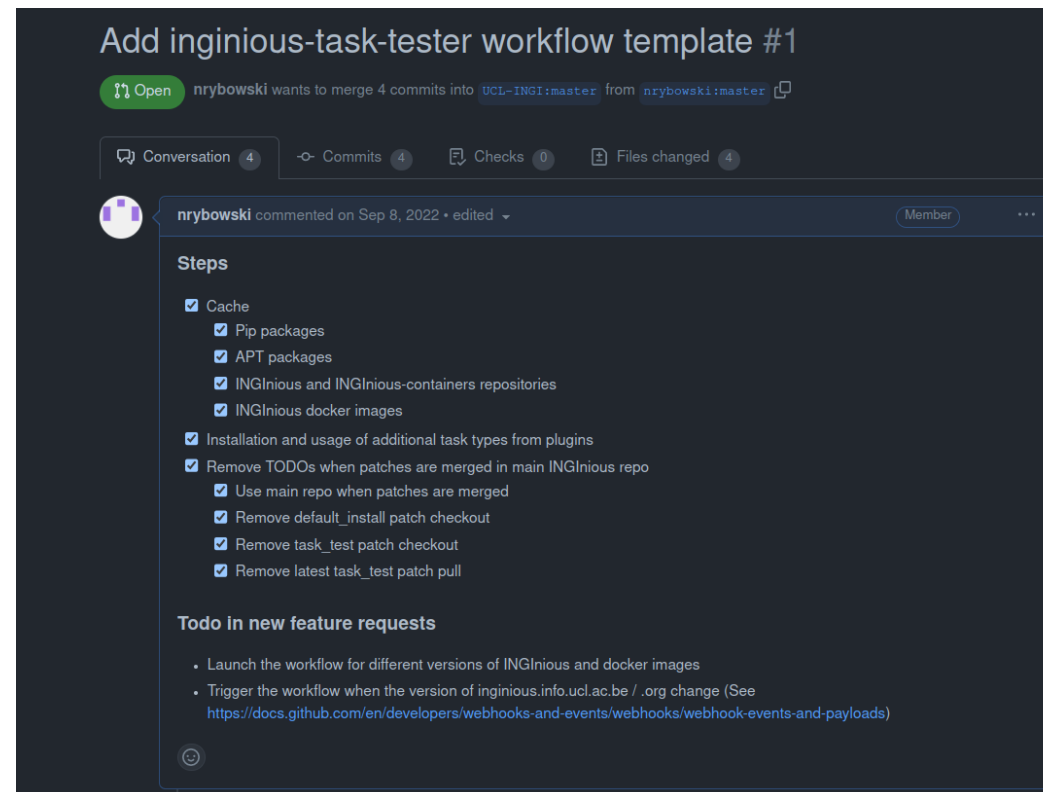 Add inginious-task-tester workflow template #1
Open nrybowski wants to merge 4 commits into UCL-INGI:master from nrybowski:master
Conversation 4 Commits 4 Checks 0 Files changed 4
nrybowski commented on Sep 8, 2022 • edited Member
Steps
Cache
Pip packages
APT packages
INGInious and INGInious-containers repositories
INGInious docker images
Installation and usage of additional task types from plugins
Remove TODOs when patches are merged in main INGInious repo
Use main repo when patches are merged
Remove default_install patch checkout
Remove task_test patch checkout
Remove latest task_test patch pull
Todo in new feature requests
• Launch the workflow for different versions of INGInious and docker images
• Trigger the workflow when the version of inginious.info.ucl.ac.be / .org change (See
https://docs.github.com/en/developers/webhooks-and-events/webhooks/webhook-events-and-payloads)